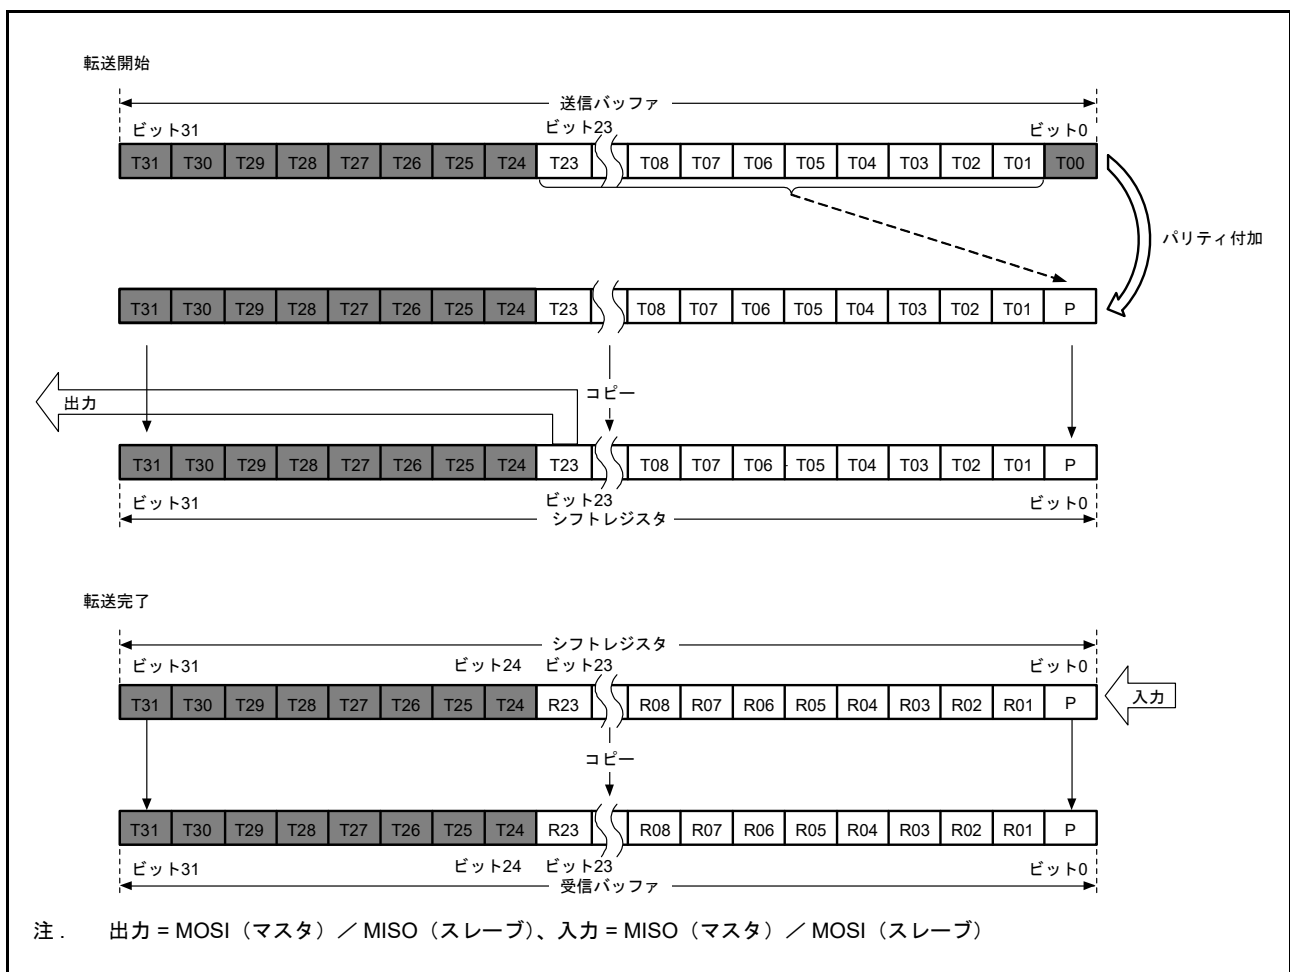 転送開始
送信バッファ
ビット31 ビット23 ビット0
T31 T30 T29 T28 T27 T26 T25 T24 T23 T08 T07 T06 T05 T04 T03 T02 T01 T00
パリティ付加
T31 T30 T29 T28 T27 T26 T25 T24 T23 T08 T07 T06 T05 T04 T03 T02 T01 P
コピー
出力
T31 T30 T29 T28 T27 T26 T25 T24 T23 T08 T07 T06 T05 T04 T03 T02 T01 P
ビット31 ビット23 ビット0
シフトレジスタ
転送完了
シフトレジスタ
ビット31 ビット24 ビット23 ビット0
T31 T30 T29 T28 T27 T26 T25 T24 R23 R08 R07 R06 R05 R04 R03 R02 R01 P
入力
コピー
T31 T30 T29 T28 T27 T26 T25 T24 R23 R08 R07 R06 R05 R04 R03 R02 R01 P
ビット31 ビット24 ビット23 ビット0
受信バッファ
注． 出力 = MOSI（マスタ）／ MISO（スレーブ）、入力 = MISO（マスタ）／ MOSI（スレーブ）